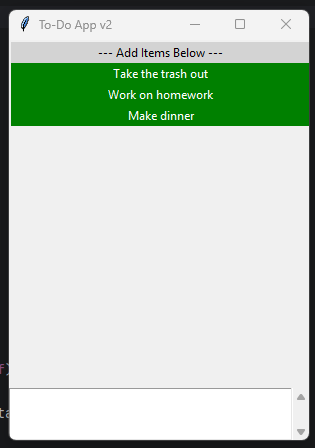 To-Do App v2
--- Add Items Below ---
Take the trash out
Work on homework
Make dinner